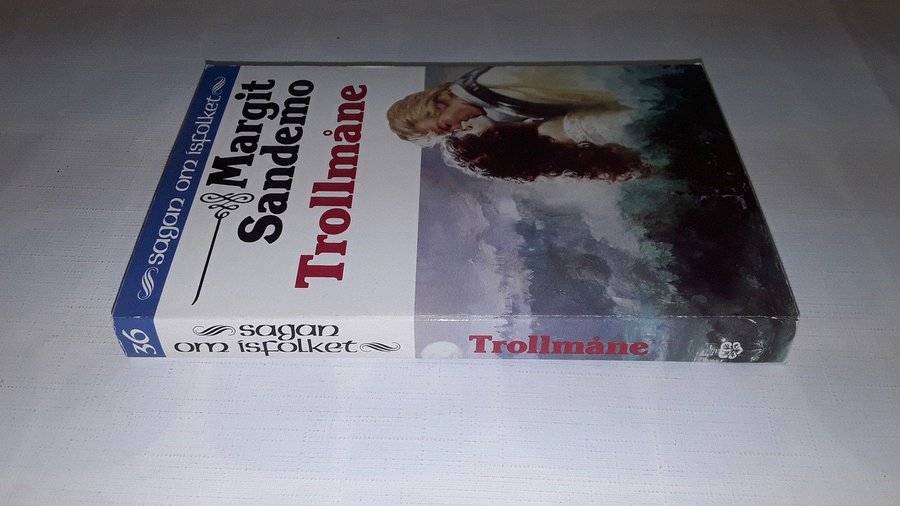 sagan om isfolket
Margit
Sandemo
Trollmåne
36
sagan
om isfolket
Trollmåne